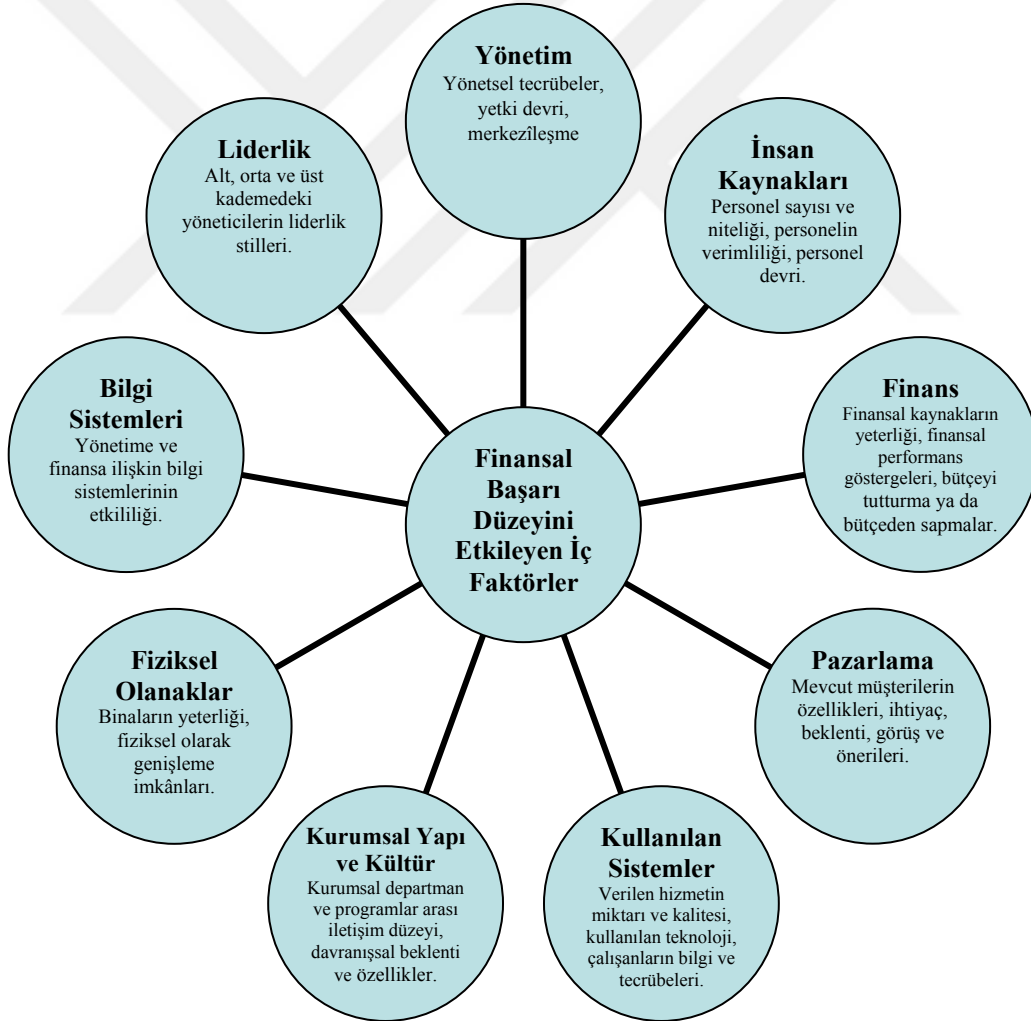 Yönetim
Yönetsel tecrübeler,
yetki devri,
merkezîleşme
İnsan
Kaynakları
Personel sayısı ve
niteliği, personelin
verimliliği, personel
devri.
Finans
Finansal kaynakların
yeterliği, finansal
performans
göstergeleri, bütçeyi
tutturma ya da
bütçeden sapmalar.
Pazarlama
Mevcut müşterilerin
özellikleri, ihtiyaç,
beklenti, görüş ve
önerileri.
Kullanılan
Sistemler
Verilen hizmetin
miktarı ve kalitesi,
kullanılan teknoloji,
çalışanların bilgi ve
tecrübeleri.
Kurumsal Yapı
ve Kültür
Kurumsal departman
ve programlar arası
iletişim düzeyi,
davranışsal beklenti
ve özellikler.
Fiziksel
Olanaklar
Binaların yeterliği,
fiziksel olarak
genişleme
imkânları.
Bilgi
Sistemleri
Yönetime ve
finansa ilişkin bilgi
sistemlerinin
etkililiği.
Liderlik
Alt, orta ve üst
kademedeki
yöneticilerin liderlik
stilleri.
Finansal
Başarı
Düzeyini
Etkileyen İç
Faktörler